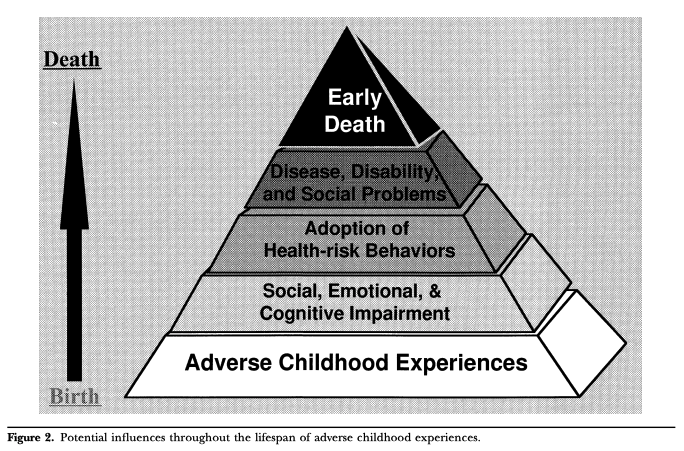 Death
Early
Death
Disease, Disability,
and Social Problems
Adoption of
Health-risk Behaviors
Social, Emotional, &
Cognitive Impairment
Adverse Childhood Experiences
Birth
Figure 2. Potential influences throughout the lifespan of adverse childhood experiences.